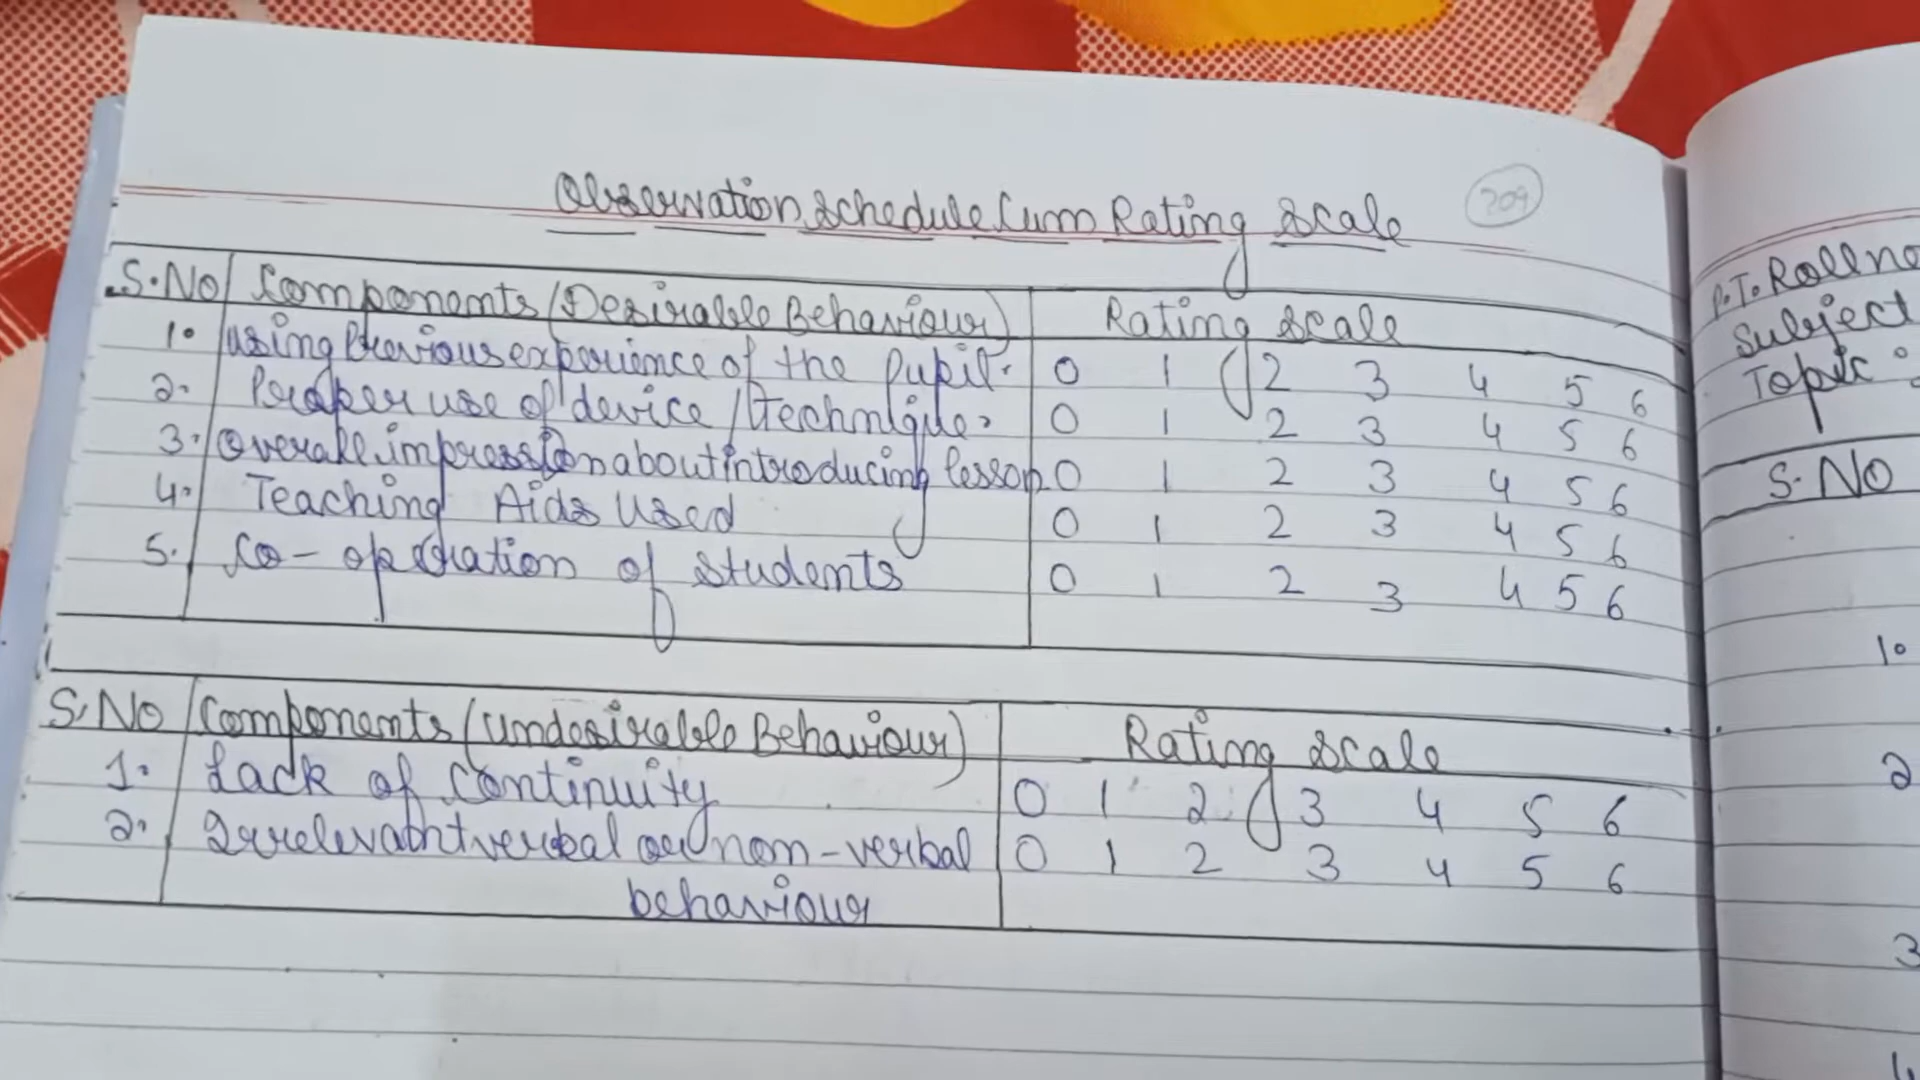 Observation Schedule Cum Rating Scale
209
S.No Components (Desirable Behaviour) Rating Scale
1. Using Previous experience of the Pupil. 0 1 2 3 4 5 6
2. Proper use of device / Technique. 0 1 2 3 4 5 6
3. Overall impression about introducing lesson. 0 1 2 3 4 5 6
4. Teaching Aids Used 0 1 2 3 4 5 6
5. Co-operation of students 0 1 2 3 4 5 6
S.No Components (Undesirable Behaviour) Rating Scale
1. Lack of Continuity 0 1 2 3 4 5 6
2. Irrelevant verbal or non-verbal 0 1 2 3 4 5 6
behaviour
P.T. Roll no
Subject
Topic :
S.No
1.
2
3